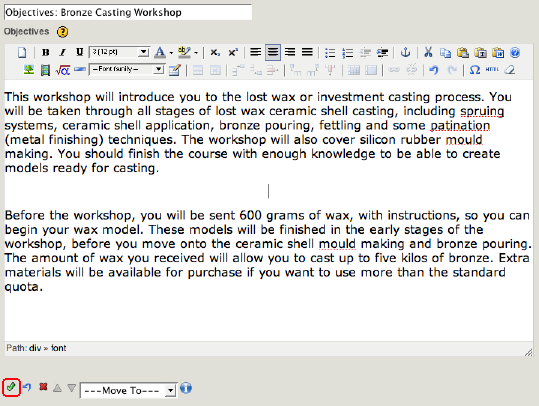 Objectives: Bronze Casting Workshop
Objectives
B I U 3 (12 pt)
--Font family-- HTML
This workshop will introduce you to the lost wax or investment casting process. You
will be taken through all stages of lost wax ceramic shell casting, including spruing
systems, ceramic shell application, bronze pouring, fettling and some patination
(metal finishing) techniques. The workshop will also cover silicon rubber mould
making. You should finish the course with enough knowledge to be able to create
models ready for casting.
Before the workshop, you will be sent 600 grams of wax, with instructions, so you can
begin your wax model. These models will be finished in the early stages of the
workshop, before you move onto the ceramic shell mould making and bronze pouring.
The amount of wax you received will allow you to cast up to five kilos of bronze. Extra
materials will be available for purchase if you want to use more than the standard
quota.
Path: div » font
---Move To---